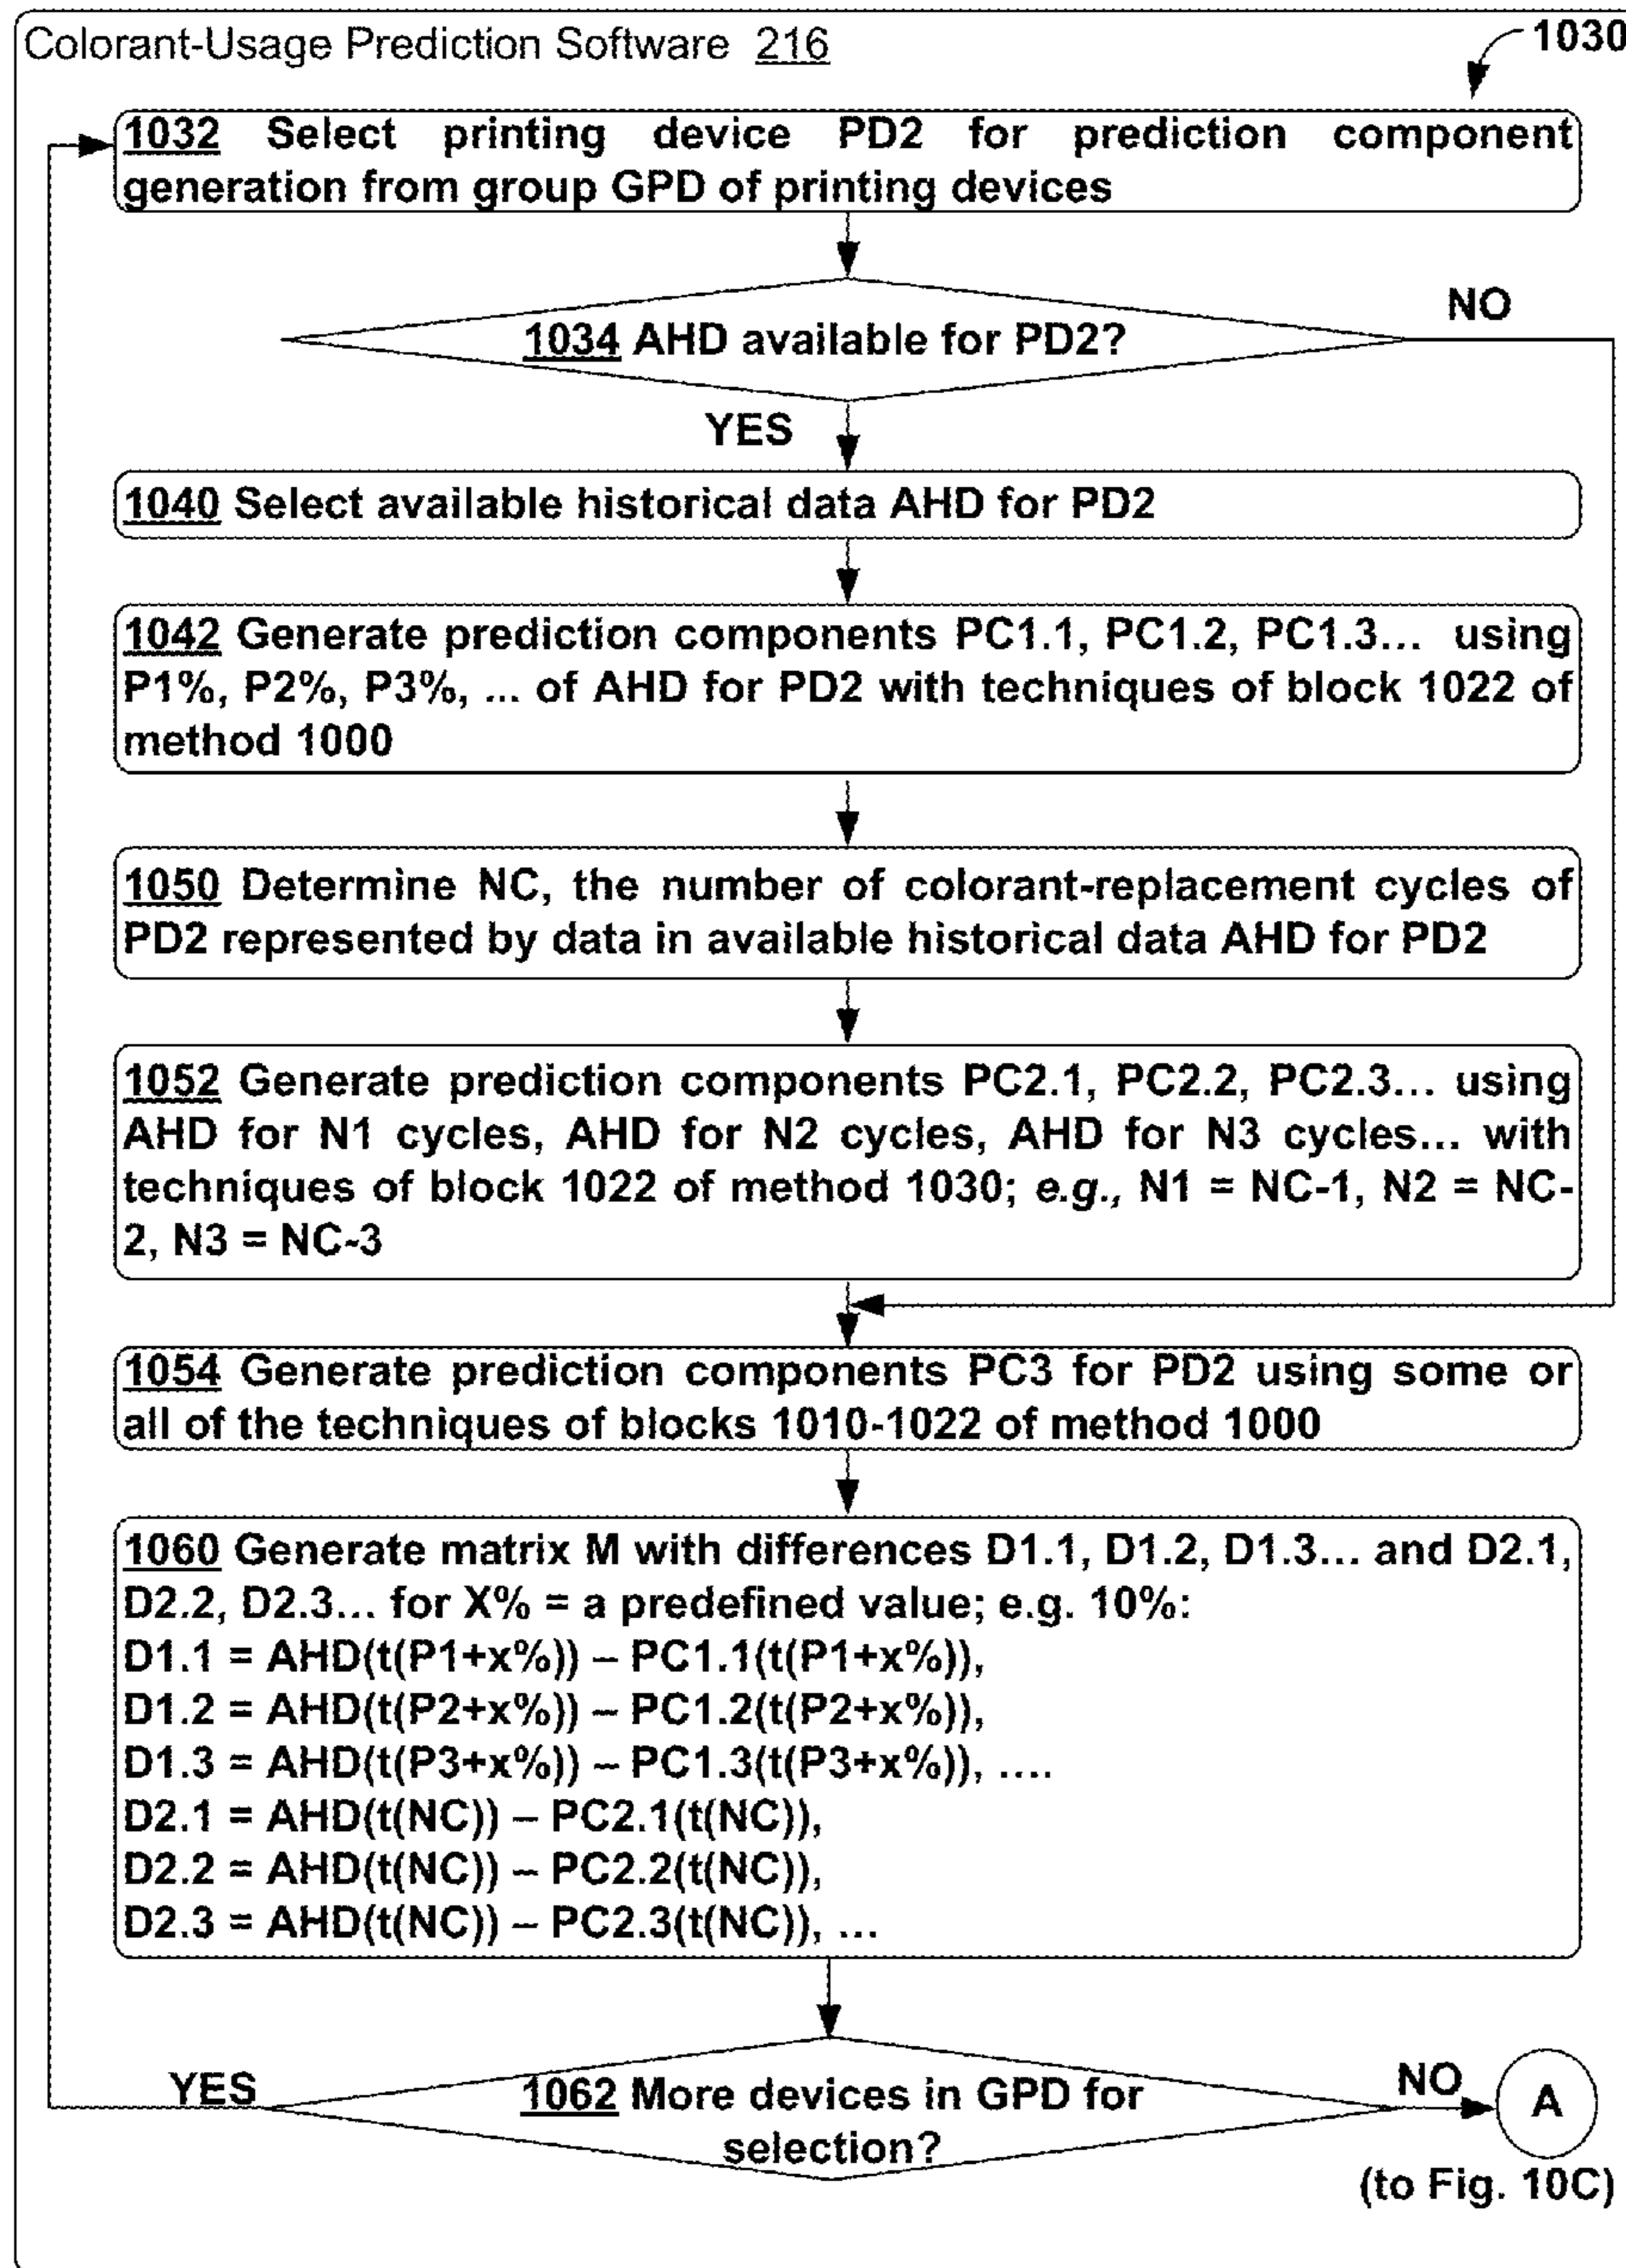 Colorant-Usage Prediction Software 216
1030
1032 Select printing device PD2 for prediction component
generation from group GPD of printing devices
NO
1034 AHD available for PD2?
YES
1040 Select available historical data AHD for PD2
1042 Generate prediction components PC1.1, PC1.2, PC1.3... using
P1%, P2%, P3%, ... of AHD for PD2 with techniques of block 1022 of
method 1000
1050 Determine NC, the number of colorant-replacement cycles of
PD2 represented by data in available historical data AHD for PD2
1052 Generate prediction components PC2.1, PC2.2, PC2.3... using
AHD for N1 cycles, AHD for N2 cycles, AHD for N3 cycles... with
techniques of block 1022 of method 1030; e.g., N1 = NC-1, N2 = NC-
2, N3 = NC-3
1054 Generate prediction components PC3 for PD2 using some or
all of the techniques of blocks 1010-1022 of method 1000
1060 Generate matrix M with differences D1.1, D1.2, D1.3... and D2.1,
D2.2, D2.3... for X% = a predefined value; e.g. 10%:
D1.1 = AHD(t(P1+x%)) – PC1.1(t(P1+x%)),
D1.2 = AHD(t(P2+x%)) – PC1.2(t(P2+x%)),
D1.3 = AHD(t(P3+x%)) – PC1.3(t(P3+x%)), ....
D2.1 = AHD(t(NC)) – PC2.1(t(NC)),
D2.2 = AHD(t(NC)) – PC2.2(t(NC)),
D2.3 = AHD(t(NC)) – PC2.3(t(NC)), ...
YES
1062 More devices in GPD for
selection?
NO
A
(to Fig. 10C)